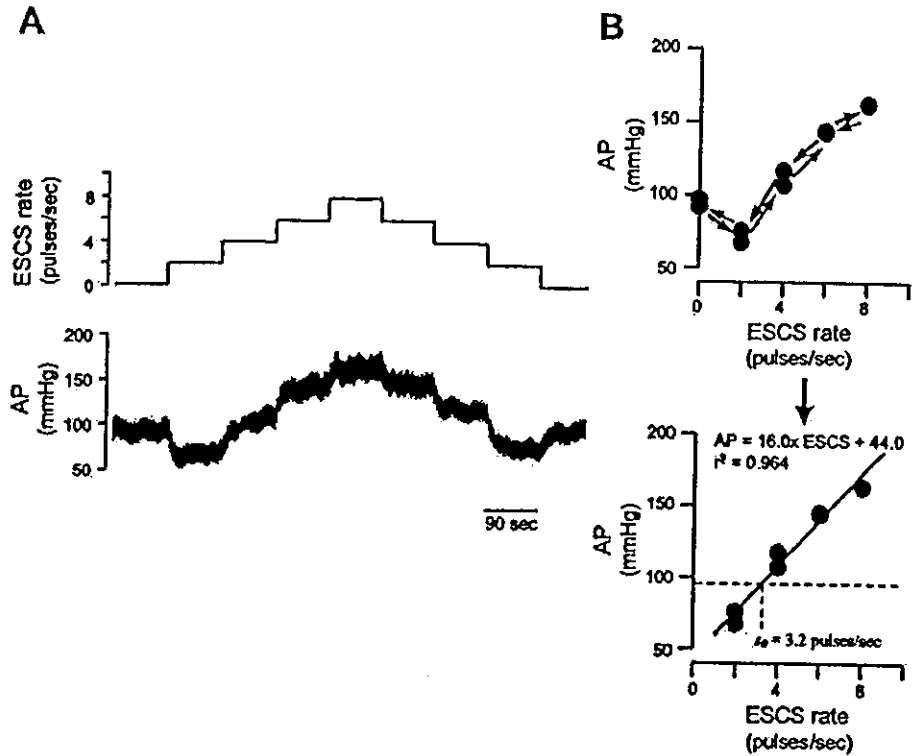 A
ESCS rate
(pulses/sec)
8
4
0
AP
(mmHg)
200
150
100
50
90 sec
B
AP
(mmHg)
200
150
100
50
0
4
8
ESCS rate
(pulses/sec)
AP = 16.0x ESCS + 44.0
r² = 0.964
AP
(mmHg)
200
150
100
50
= 3.2 pulses/sec
0
4
8
ESCS rate
(pulses/sec)